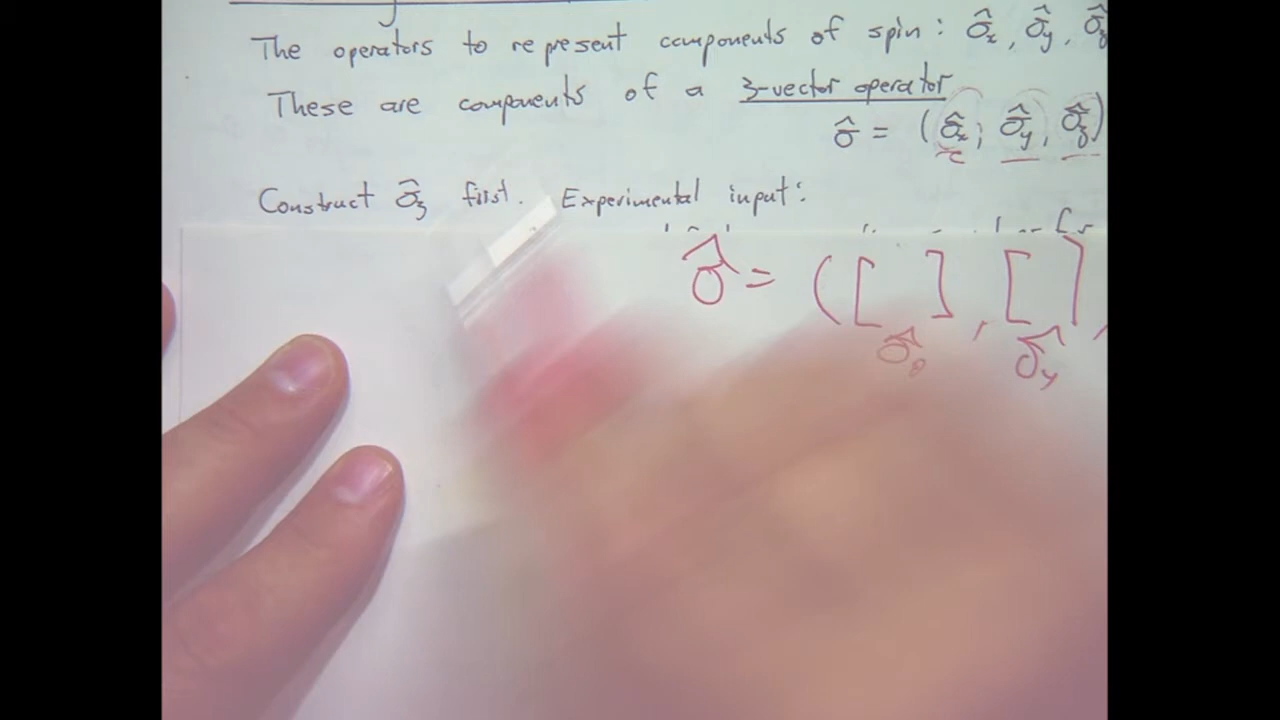 The operators to represent components of spin: σ̂x, σ̂y, σ̂z
These are components of a 3-vector operator
σ̂ = (σ̂x, σ̂y, σ̂z)
Construct σ̂z first. Experimental input:
σ̂ = ([ ], [ ],
σ̂y